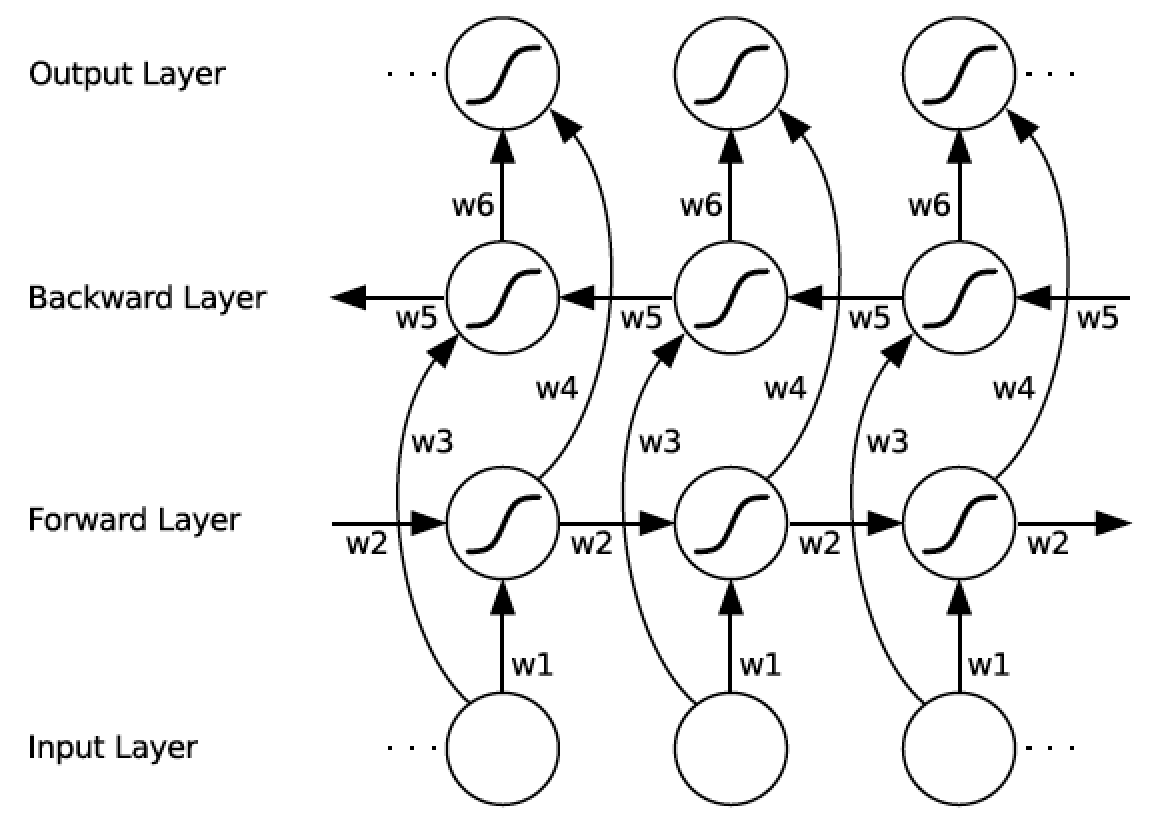 Output Layer
. . .
. . .
w6
w6
w6
Backward Layer
w5
w5
w5
w5
w4
w4
w4
w3
w3
w3
Forward Layer
w2
w2
w2
w2
w1
w1
w1
Input Layer
. . .
. . .